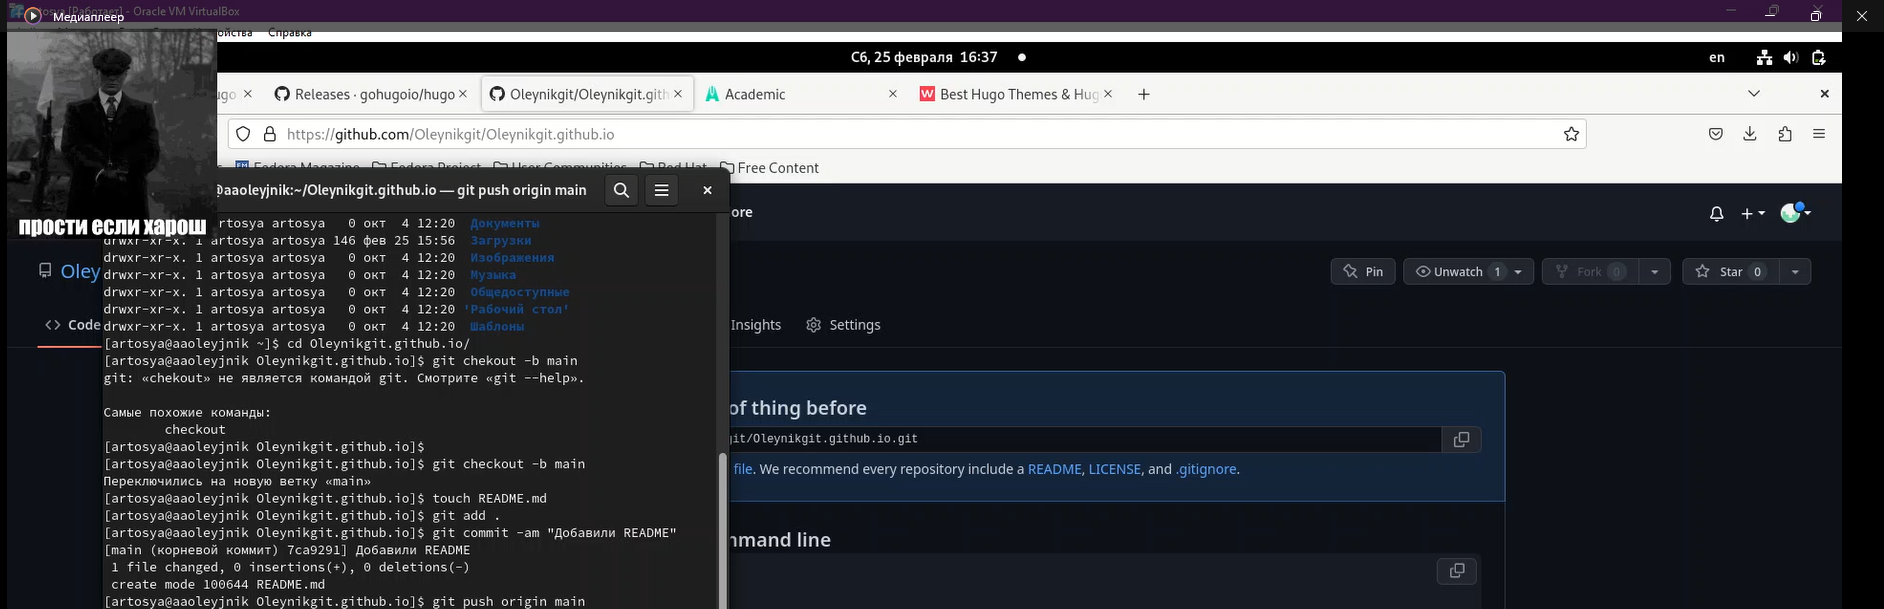 Медиаплеер
[Работает] - Oracle VM VirtualBox
Справка
Сб, 25 февраля 16:37
en
Releases · gohugoio/hugo
Oleynikgit/Oleynikgit.gith
Academic
Best Hugo Themes & Hug
https://github.com/Oleynikgit/Oleynikgit.github.io
Fedora Magazine
Fedora Project
User Communities
Red Hat
Free Content
@aaoleyjnik:~/Oleynikgit.github.io — git push origin main
прости если харош
ore
Oley
Pin
Unwatch 1
Fork 0
Star 0
Code
Insights
Settings
rtosya artosya 0 окт 4 12:20 Документы
drwxr-xr-x. 1 artosya artosya 146 фев 25 15:56 Загрузки
drwxr-xr-x. 1 artosya artosya 0 окт 4 12:20 Изображения
drwxr-xr-x. 1 artosya artosya 0 окт 4 12:20 Музыка
drwxr-xr-x. 1 artosya artosya 0 окт 4 12:20 Общедоступные
drwxr-xr-x. 1 artosya artosya 0 окт 4 12:20 'Рабочий стол'
drwxr-xr-x. 1 artosya artosya 0 окт 4 12:20 Шаблоны
[artosya@aaoleyjnik ~]$ cd Oleynikgit.github.io/
[artosya@aaoleyjnik Oleynikgit.github.io]$ git chekout -b main
git: «chekout» не является командой git. Смотрите «git --help».
Самые похожие команды:
checkout
[artosya@aaoleyjnik Oleynikgit.github.io]$
[artosya@aaoleyjnik Oleynikgit.github.io]$ git checkout -b main
Переключились на новую ветку «main»
[artosya@aaoleyjnik Oleynikgit.github.io]$ touch README.md
[artosya@aaoleyjnik Oleynikgit.github.io]$ git add .
[artosya@aaoleyjnik Oleynikgit.github.io]$ git commit -am "Добавили README"
[main (корневой коммит) 7ca9291] Добавили README
1 file changed, 0 insertions(+), 0 deletions(-)
create mode 100644 README.md
[artosya@aaoleyjnik Oleynikgit.github.io]$ git push origin main
of thing before
git/Oleynikgit.github.io.git
file. We recommend every repository include a README, LICENSE, and .gitignore.
mmand line